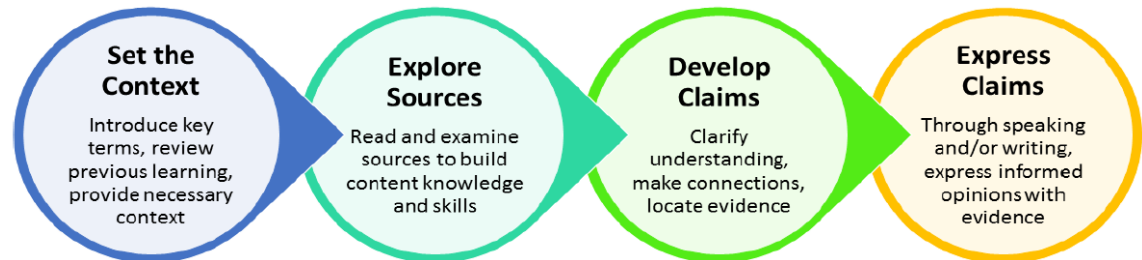 Set the
Context
Introduce key
terms, review
previous learning,
provide necessary
context
Explore
Sources
Read and examine
sources to build
content knowledge
and skills
Develop
Claims
Clarify
understanding,
make connections,
locate evidence
Express
Claims
Through speaking
and/or writing,
express informed
opinions with
evidence